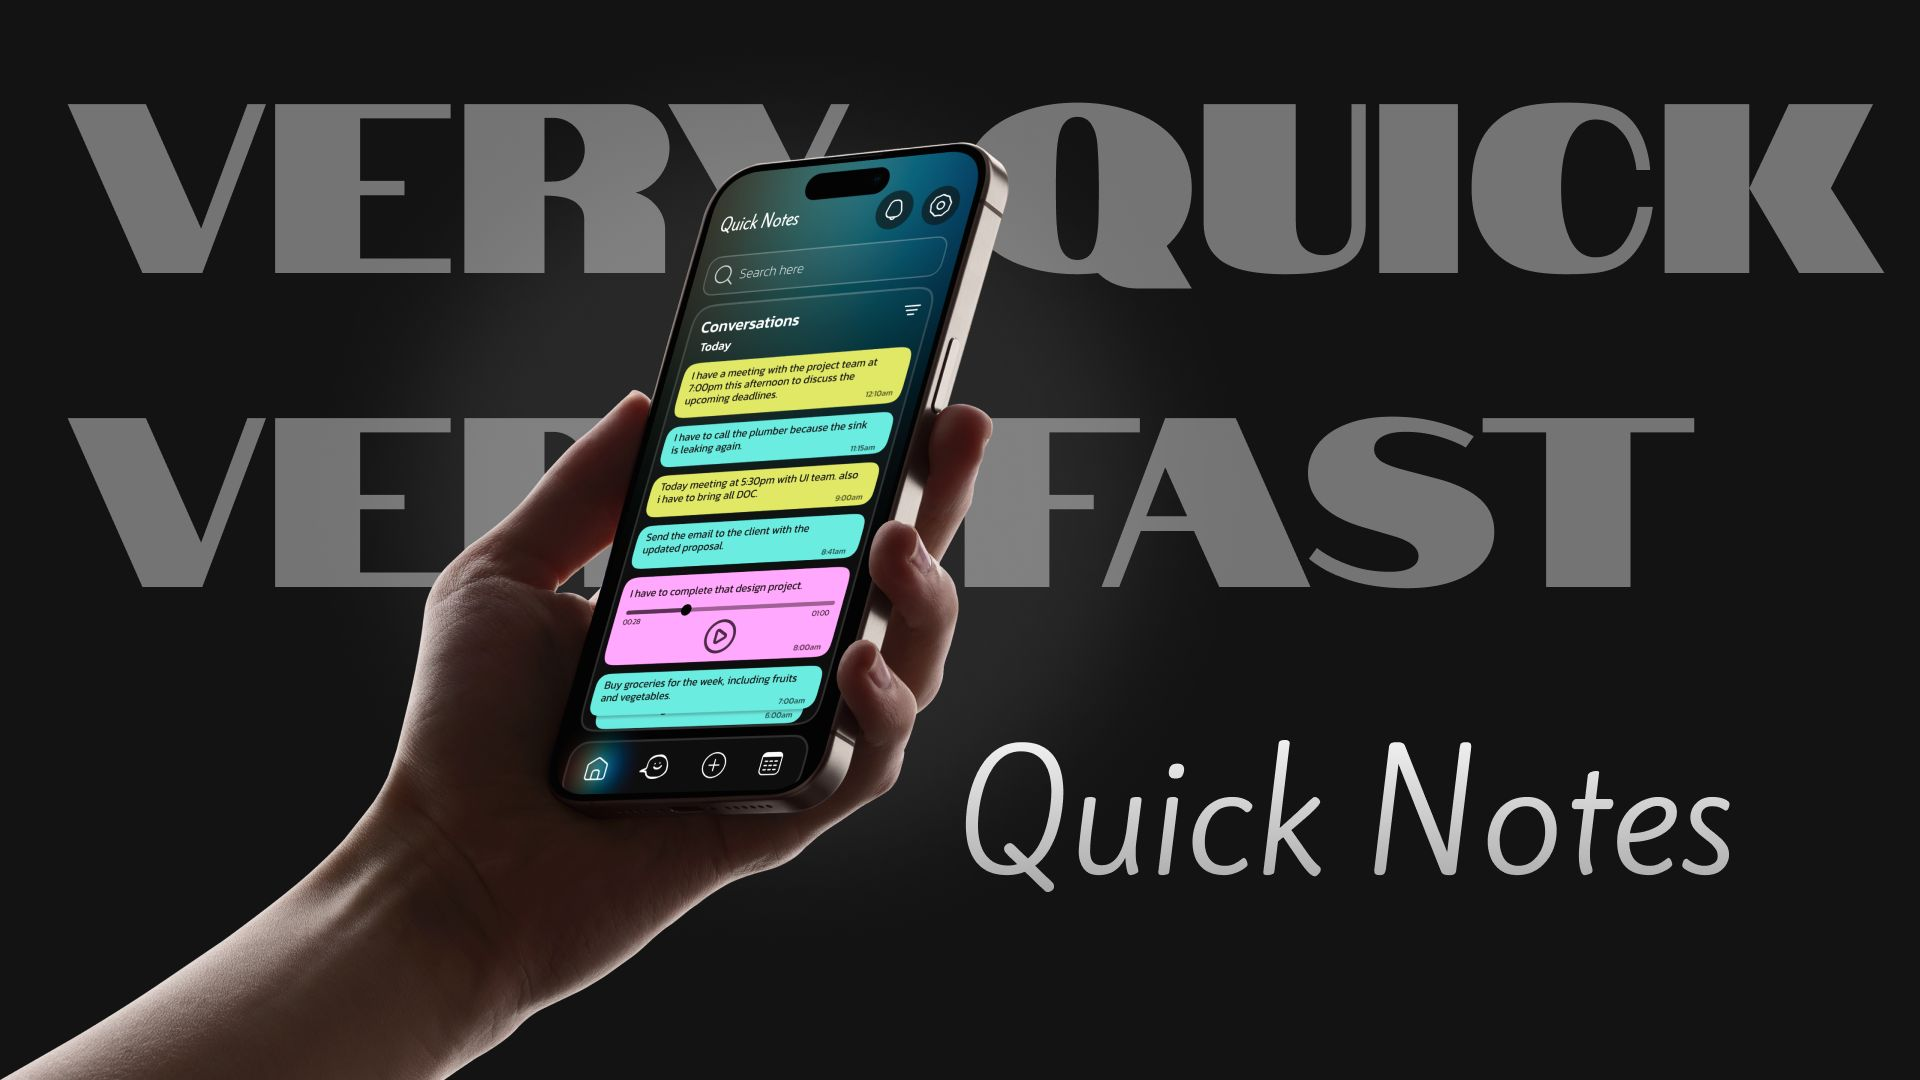 VERY QUICK
VERY FAST
Quick Notes
Search here
Conversations
Today
I have a meeting with the project team at
7:00pm this afternoon to discuss the
upcoming deadlines.
12:10am
I have to call the plumber because the sink
is leaking again.
11:15am
Today meeting at 5:30pm with UI team. also
i have to bring all DOC.
9:00am
Send the email to the client with the
updated proposal.
8:41am
I have to complete that design project.
00:28 01:00
8:00am
Buy groceries for the week, including fruits
and vegetables.
7:00am
6:00am
Quick Notes